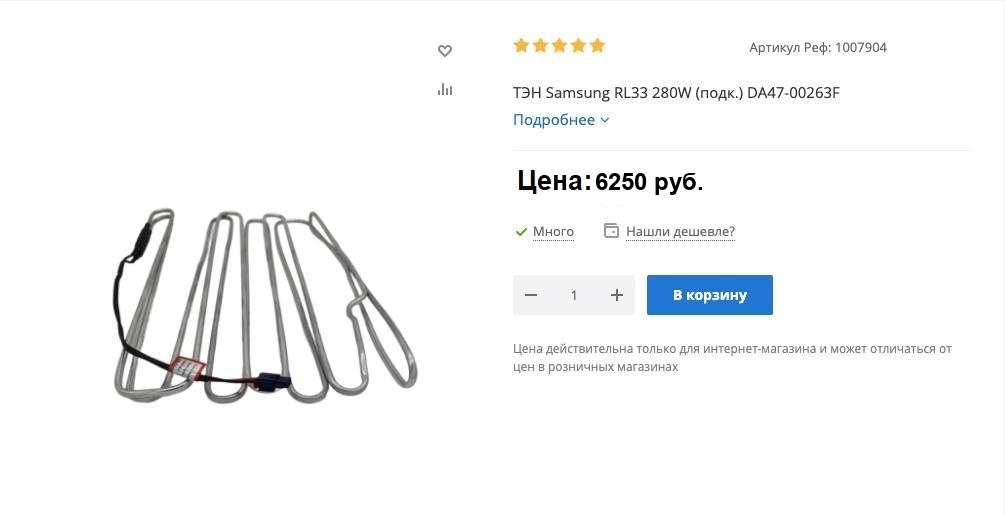 Артикул Реф: 1007904
ТЭН Samsung RL33 280W (подк.) DA47-00263F
Подробнее
Цена: 6250 руб.
Много
Нашли дешевле?
1
В корзину
Цена действительна только для интернет-магазина и может отличаться от
цен в розничных магазинах